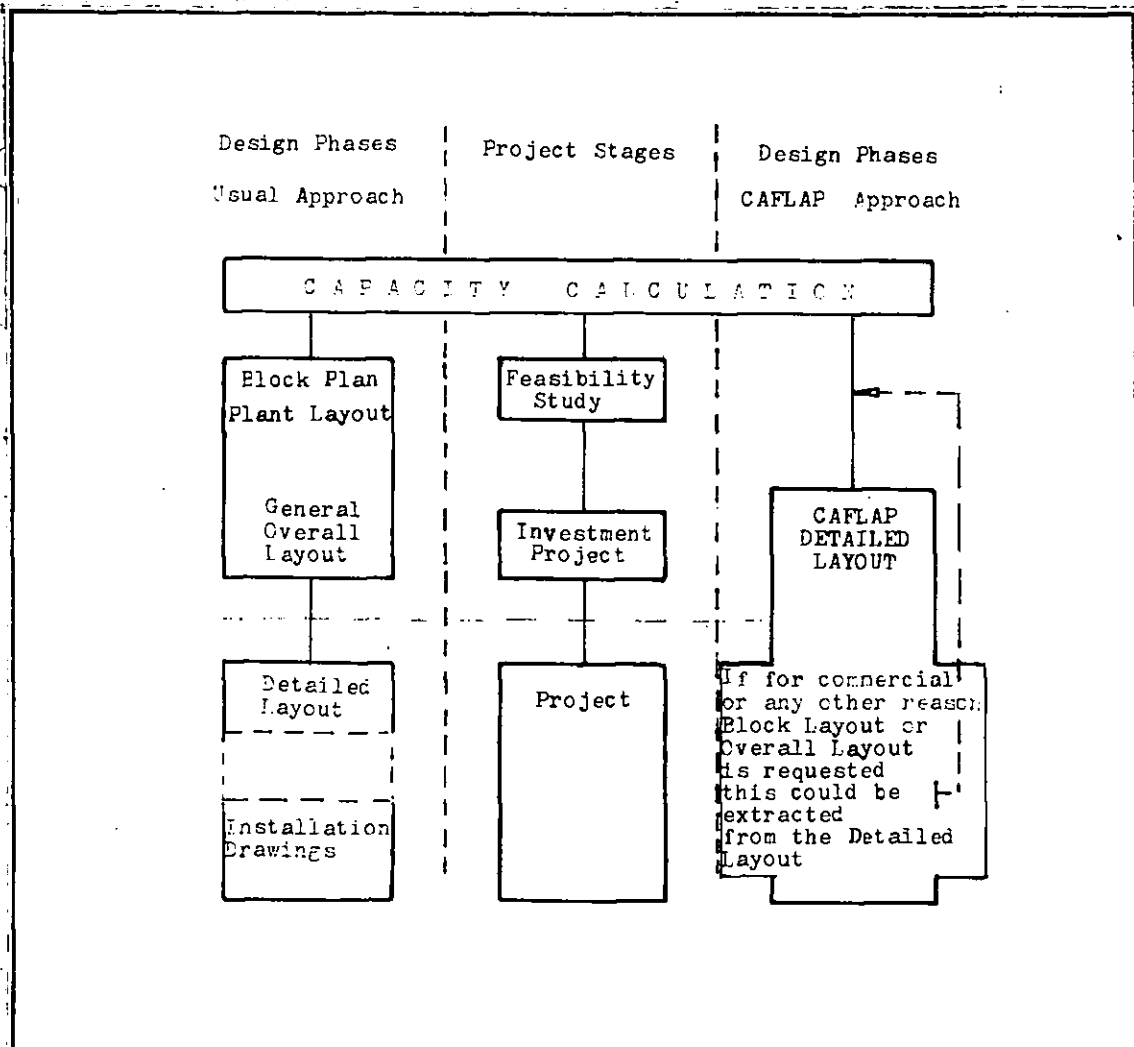 Design Phases
Usual Approach
Project Stages
Design Phases
CAFLAP Approach
CAPACITY CALCULATION
Block Plan
Plant Layout
General
Overall
Layout
Feasibility
Study
Investment
Project
CAFLAP
DETAILED
LAYOUT
Detailed
Layout
Installation
Drawings
Project
If for commercial
or any other reason
Block Layout or
Overall Layout
is requested
this could be
extracted
from the Detailed
Layout